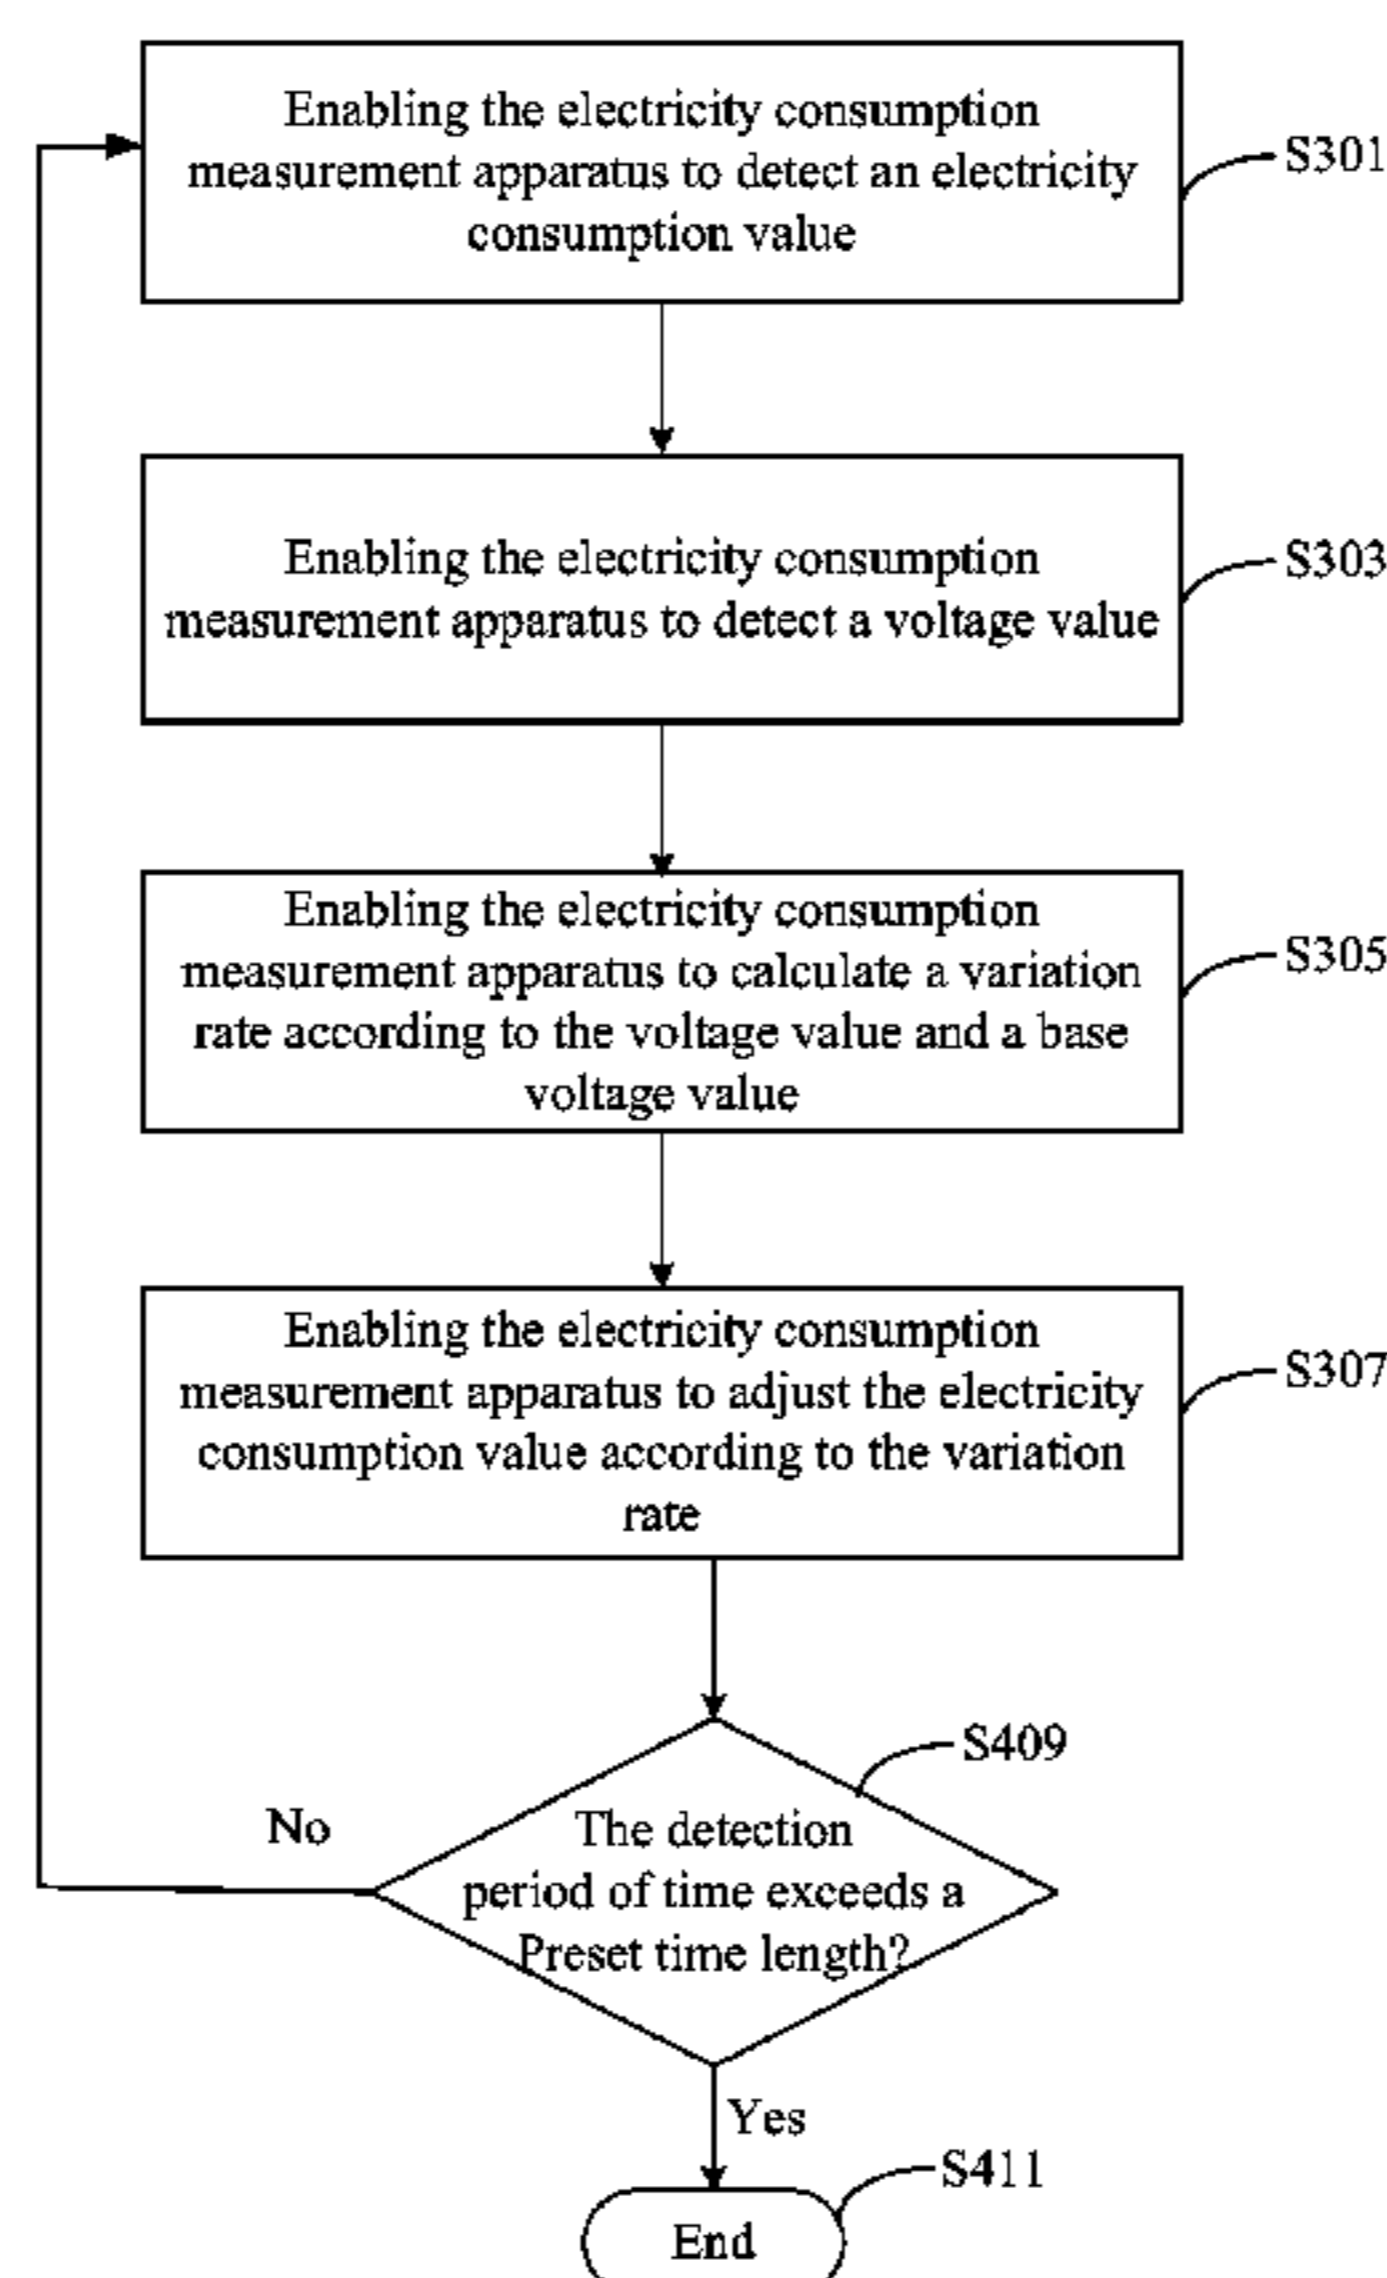 Enabling the electricity consumption
measurement apparatus to detect an electricity
consumption value
S301
Enabling the electricity consumption
measurement apparatus to detect a voltage value
S303
Enabling the electricity consumption
measurement apparatus to calculate a variation
rate according to the voltage value and a base
voltage value
S305
Enabling the electricity consumption
measurement apparatus to adjust the electricity
consumption value according to the variation
rate
S307
S409
No
The detection
period of time exceeds a
Preset time length?
Yes
S411
End